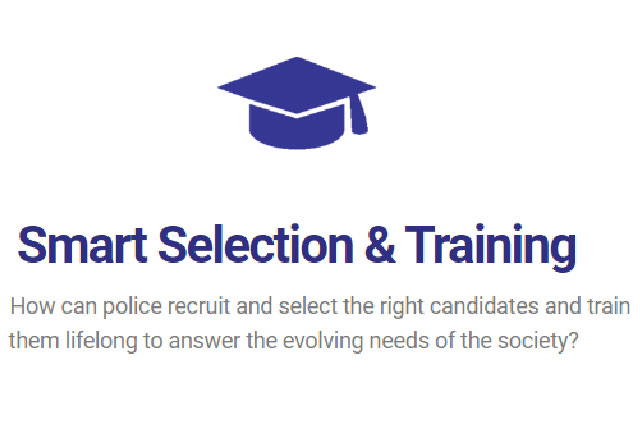 Smart Selection & Training
How can police recruit and select the right candidates and train
them lifelong to answer the evolving needs of the society?